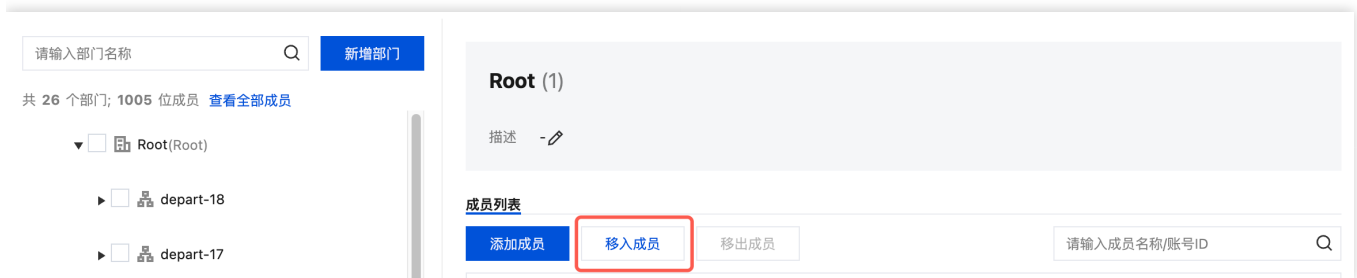 请输入部门名称
新增部门
共 26 个部门; 1005 位成员 查看全部成员
Root(Root)
depart-18
depart-17
Root (1)
描述 -
成员列表
添加成员 移入成员 移出成员 请输入成员名称/账号ID